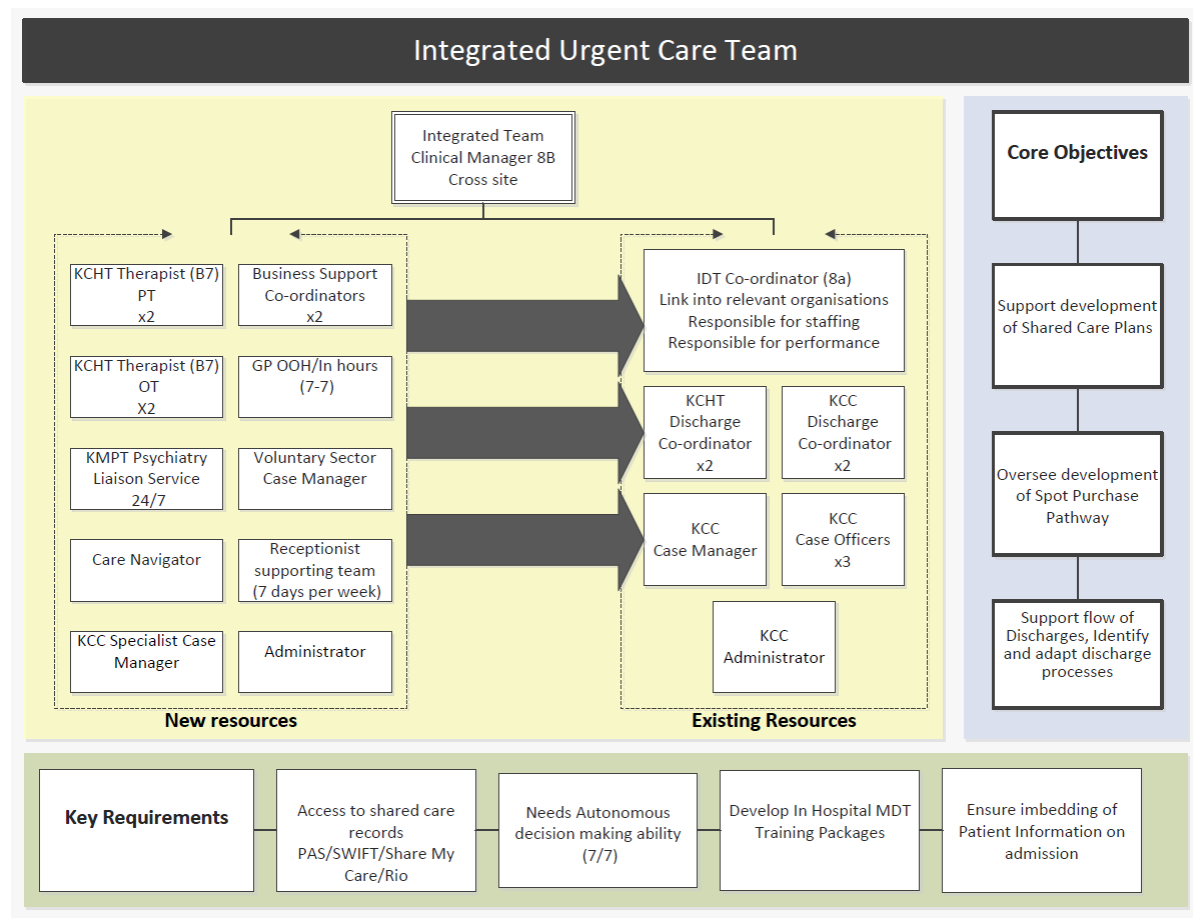 Integrated Urgent Care Team
Integrated Team
Clinical Manager 8B
Cross site
KCHT Therapist (B7)
PT
x2
Business Support
Co-ordinators
x2
KCHT Therapist (B7)
OT
X2
GP OOH/In hours
(7-7)
KMPT Psychiatry
Liaison Service
24/7
Voluntary Sector
Case Manager
Care Navigator
Receptionist
supporting team
(7 days per week)
KCC Specialist Case
Manager
Administrator
New resources
IDT Co-ordinator (8a)
Link into relevant organisations
Responsible for staffing
Responsible for performance
KCHT
Discharge
Co-ordinator
x2
KCC
Discharge
Co-ordinator
x2
KCC
Case Manager
KCC
Case Officers
x3
KCC
Administrator
Existing Resources
Core Objectives
Support development
of Shared Care Plans
Oversee development
of Spot Purchase
Pathway
Support flow of
Discharges, Identify
and adapt discharge
processes
Key Requirements
Access to shared care
records
PAS/SWIFT/Share My
Care/Rio
Needs Autonomous
decision making ability
(7/7)
Develop In Hospital MDT
Training Packages
Ensure imbedding of
Patient Information on
admission